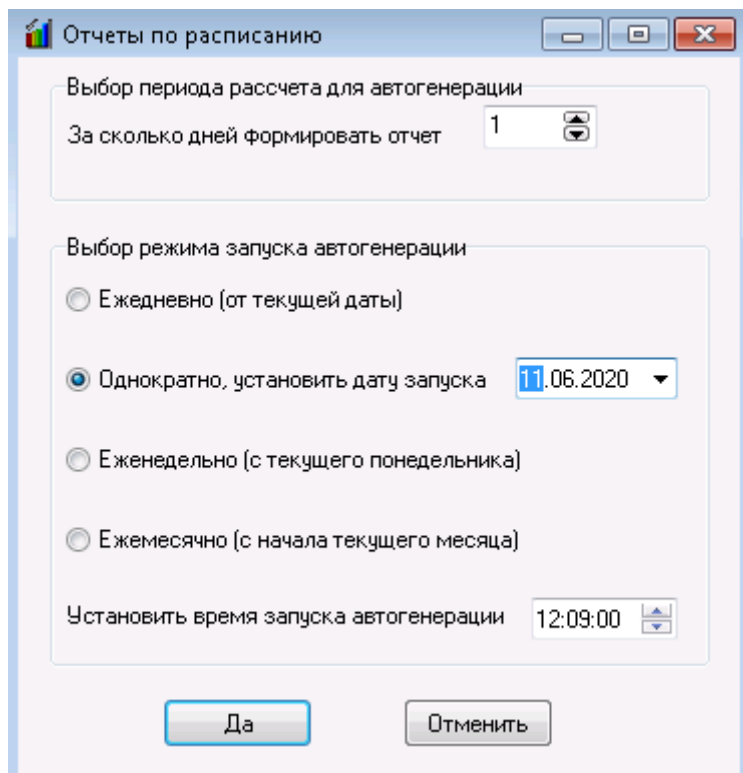 Отчеты по расписанию
Выбор периода рассчета для автогенерации
За сколько дней формировать отчет 1
Выбор режима запуска автогенерации
Ежедневно (от текущей даты)
Однократно, установить дату запуска 11.06.2020
Еженедельно (с текущего понедельника)
Ежемесячно (с начала текущего месяца)
Установить время запуска автогенерации 12:09:00
Да Отменить